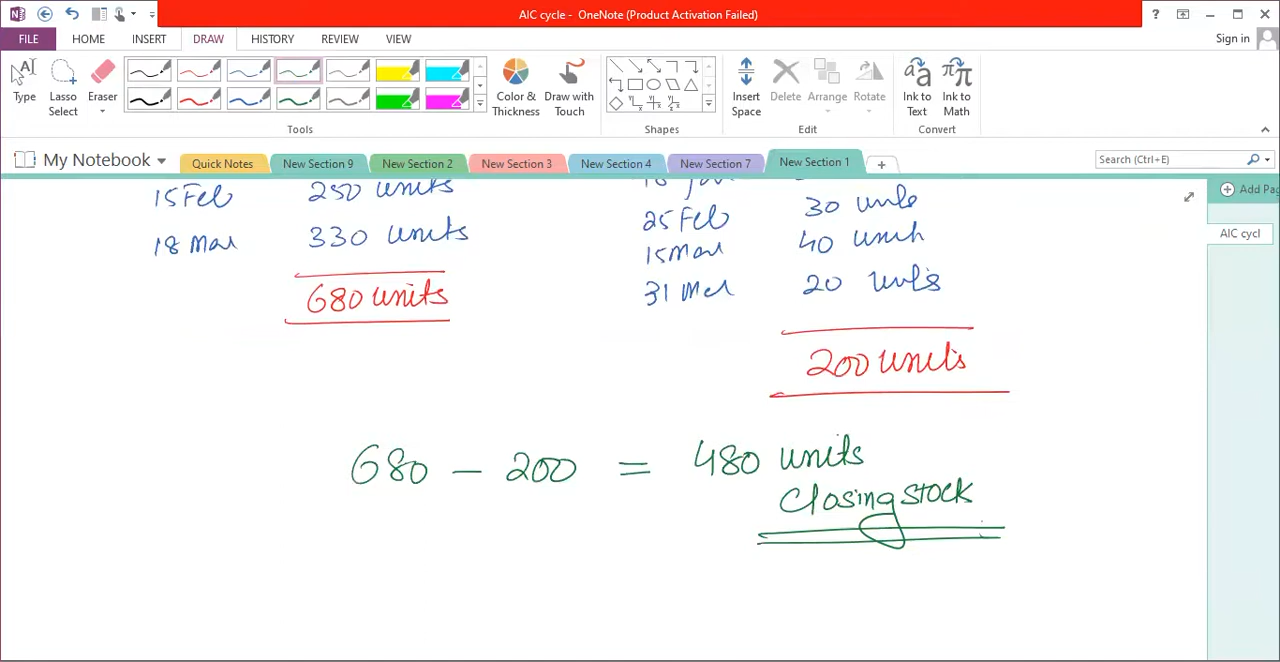 AIC cycle - OneNote (Product Activation Failed)
FILE HOME INSERT DRAW HISTORY REVIEW VIEW
Sign in
Type
Lasso Select
Eraser
Color & Thickness
Draw with Touch
Insert Space
Delete
Arrange
Rotate
Ink to Text
Ink to Math
Tools
Shapes
Edit
Convert
My Notebook
Quick Notes
New Section 9
New Section 2
New Section 3
New Section 4
New Section 7
New Section 1
Search (Ctrl+E)
Add Pag
AIC cycl
15 Feb 250 units
18 Mar 330 units
680 units
30 units
25 Feb
40 units
15 Mar
31 Mar 20 units
200 units
680 - 200 = 480 units
Closing stock